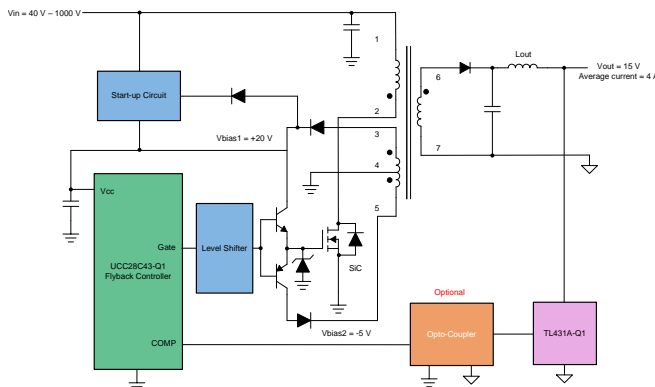 Vin = 40 V – 1000 V
1
Lout
6
Vout = 15 V
Average current = 4 A
Start-up Circuit
2
Vbias1 = +20 V
3
4
7
Vcc
5
Gate
Level Shifter
UCC28C43-Q1
Flyback Controller
SiC
Optional
Vbias2 = -5 V
Opto-Coupler
TL431A-Q1
COMP